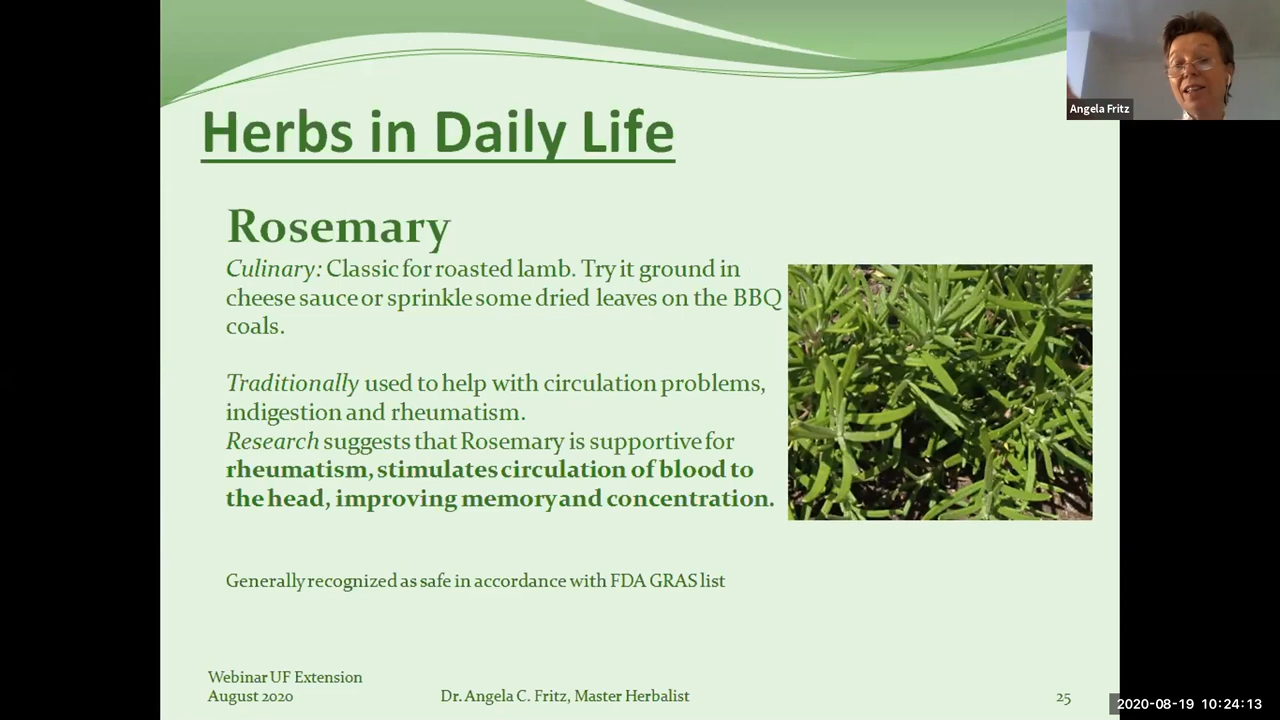 Angela Fritz
Herbs in Daily Life
Rosemary
Culinary: Classic for roasted lamb. Try it ground in
cheese sauce or sprinkle some dried leaves on the BBQ
coals.
Traditionally used to help with circulation problems,
indigestion and rheumatism.
Research suggests that Rosemary is supportive for
rheumatism, stimulates circulation of blood to
the head, improving memory and concentration.
Generally recognized as safe in accordance with FDA GRAS list
Webinar UF Extension
August 2020
Dr. Angela C. Fritz, Master Herbalist
25
2020-08-19 10:24:13